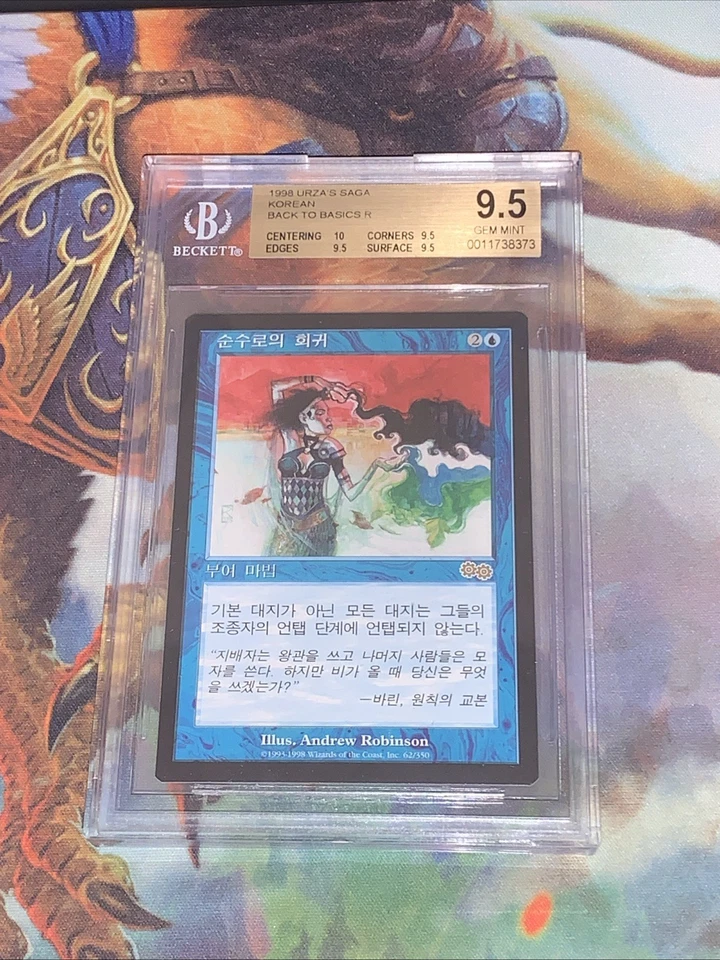 1998 URZA'S SAGA
KOREAN
BACK TO BASICS R
CENTERING 10 CORNERS 9.5
EDGES 9.5 SURFACE 9.5
9.5
GEM MINT
0011738373
B
BECKETT®
순수로의 회귀
2
부여 마법
기본 대지가 아닌 모든 대지는 그들의
조종자의 언탭 단계에 언탭되지 않는다.
“지배자는 왕관을 쓰고 나머지 사람들은 모
자를 쓴다. 하지만 비가 올 때 당신은 무엇
을 쓰겠는가?”
—바린, 원칙의 교본
Illus. Andrew Robinson
©1993-1998 Wizards of the Coast, Inc. 62/350